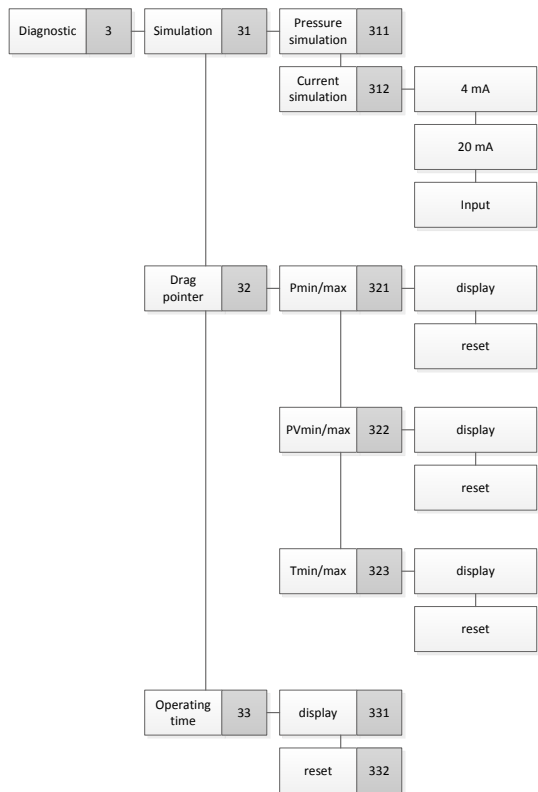 Diagnostic 3 Simulation 31 Pressure
simulation 311
Current
simulation 312 4 mA
20 mA
Input
Drag
pointer 32 Pmin/max 321 display
reset
PVmin/max 322 display
reset
Tmin/max 323 display
reset
Operating
time 33 display 331
reset 332